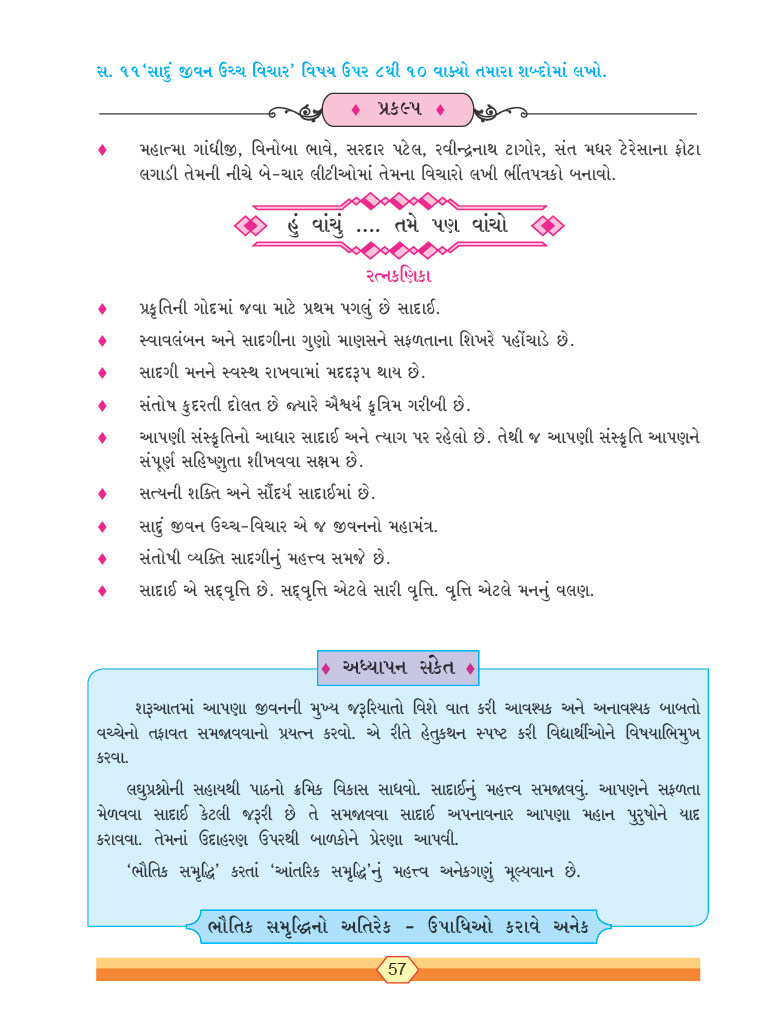 સ. ૧૧ ‘સાદું જીવન ઉચ્ચ વિચાર’ વિષય ઉપર ૮થી ૧૦ વાક્યો તમારા શબ્દોમાં લખો.
♦ પ્રકલ્પ ♦
♦ મહાત્મા ગાંધીજી, વિનોબા ભાવે, સરદાર પટેલ, રવીન્દ્રનાથ ટાગોર, સંત મધર ટેરેસાના ફોટા
લગાડી તેમની નીચે બે-ચાર લીટીઓમાં તેમના વિચારો લખી ભીંતપત્રકો બનાવો.
હું વાંચું .... તમે પણ વાંચો
રત્નકણિકા
♦ પ્રકૃતિની ગોદમાં જવા માટે પ્રથમ પગલું છે સાદાઈ.
♦ સ્વાવલંબન અને સાદગીના ગુણો માણસને સફળતાના શિખરે પહોંચાડે છે.
♦ સાદગી મનને સ્વસ્થ રાખવામાં મદદરૂપ થાય છે.
♦ સંતોષ કુદરતી દોલત છે જ્યારે ઐશ્વર્ય કૃત્રિમ ગરીબી છે.
♦ આપણી સંસ્કૃતિનો આધાર સાદાઈ અને ત્યાગ પર રહેલો છે. તેથી જ આપણી સંસ્કૃતિ આપણને
સંપૂર્ણ સહિષ્ણુતા શીખવવા સક્ષમ છે.
♦ સત્યની શક્તિ અને સૌંદર્ય સાદાઈમાં છે.
♦ સાદું જીવન ઉચ્ચ-વિચાર એ જ જીવનનો મહામંત્ર.
♦ સંતોષી વ્યક્તિ સાદગીનું મહત્ત્વ સમજે છે.
♦ સાદાઈ એ સદ્‌વૃત્તિ છે. સદ્‌વૃત્તિ એટલે સારી વૃત્તિ. વૃત્તિ એટલે મનનું વલણ.
♦ અધ્યાપન સંકેત ♦
શરૂઆતમાં આપણા જીવનની મુખ્ય જરૂરિયાતો વિશે વાત કરી આવશ્યક અને અનાવશ્યક બાબતો
વચ્ચેનો તફાવત સમજાવવાનો પ્રયત્ન કરવો. એ રીતે હેતુકથન સ્પષ્ટ કરી વિદ્યાર્થીઓને વિષયાભિમુખ
કરવા.
લઘુપ્રશ્નોની સહાયથી પાઠનો ક્રમિક વિકાસ સાધવો. સાદાઈનું મહત્ત્વ સમજાવવું. આપણને સફળતા
મેળવવા સાદાઈ કેટલી જરૂરી છે તે સમજાવવા સાદાઈ અપનાવનાર આપણા મહાન પુરુષોને યાદ
કરાવવા. તેમનાં ઉદાહરણ ઉપરથી બાળકોને પ્રેરણા આપવી.
‘ભૌતિક સમૃદ્ધિ’ કરતાં ‘આંતરિક સમૃદ્ધિ’નું મહત્ત્વ અનેકગણું મૂલ્યવાન છે.
ભૌતિક સમૃદ્ધિનો અતિરેક - ઉપાધિઓ કરાવે અનેક
57